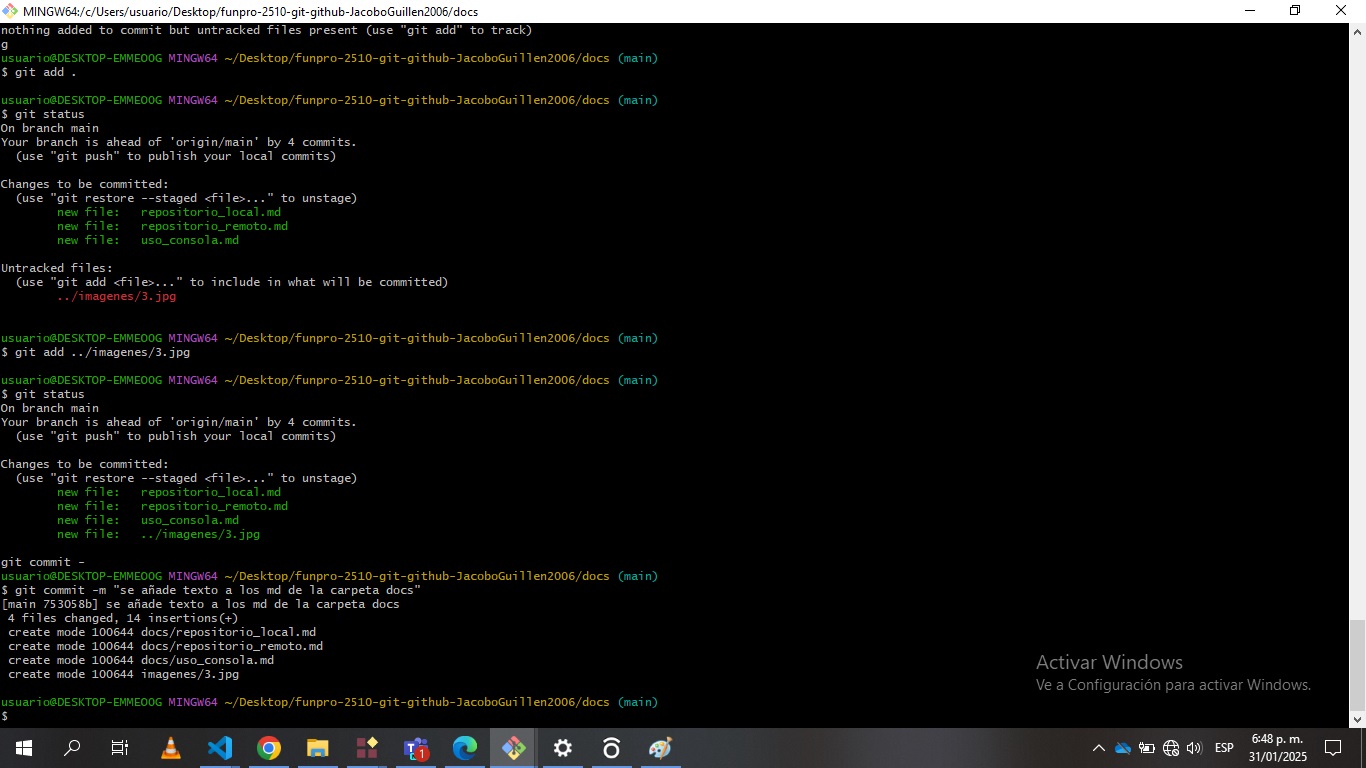 MINGW64:/c/Users/usuario/Desktop/funpro-2510-git-github-JacoboGuillen2006/docs
nothing added to commit but untracked files present (use "git add" to track)
g
usuario@DESKTOP-EMMEOOG MINGW64 ~/Desktop/funpro-2510-git-github-JacoboGuillen2006/docs (main)
$ git add .
usuario@DESKTOP-EMMEOOG MINGW64 ~/Desktop/funpro-2510-git-github-JacoboGuillen2006/docs (main)
$ git status
On branch main
Your branch is ahead of 'origin/main' by 4 commits.
(use "git push" to publish your local commits)
Changes to be committed:
(use "git restore --staged <file>..." to unstage)
new file:   repositorio_local.md
new file:   repositorio_remoto.md
new file:   uso_consola.md
Untracked files:
(use "git add <file>..." to include in what will be committed)
../imagenes/3.jpg
usuario@DESKTOP-EMMEOOG MINGW64 ~/Desktop/funpro-2510-git-github-JacoboGuillen2006/docs (main)
$ git add ../imagenes/3.jpg
usuario@DESKTOP-EMMEOOG MINGW64 ~/Desktop/funpro-2510-git-github-JacoboGuillen2006/docs (main)
$ git status
On branch main
Your branch is ahead of 'origin/main' by 4 commits.
(use "git push" to publish your local commits)
Changes to be committed:
(use "git restore --staged <file>..." to unstage)
new file:   repositorio_local.md
new file:   repositorio_remoto.md
new file:   uso_consola.md
new file:   ../imagenes/3.jpg
git commit -
usuario@DESKTOP-EMMEOOG MINGW64 ~/Desktop/funpro-2510-git-github-JacoboGuillen2006/docs (main)
$ git commit -m "se añade texto a los md de la carpeta docs"
[main 753058b] se añade texto a los md de la carpeta docs
4 files changed, 14 insertions(+)
create mode 100644 docs/repositorio_local.md
create mode 100644 docs/repositorio_remoto.md
create mode 100644 docs/uso_consola.md
create mode 100644 imagenes/3.jpg
usuario@DESKTOP-EMMEOOG MINGW64 ~/Desktop/funpro-2510-git-github-JacoboGuillen2006/docs (main)
$
Activar Windows
Ve a Configuración para activar Windows.
1
ESP
6:48 p. m.
31/01/2025